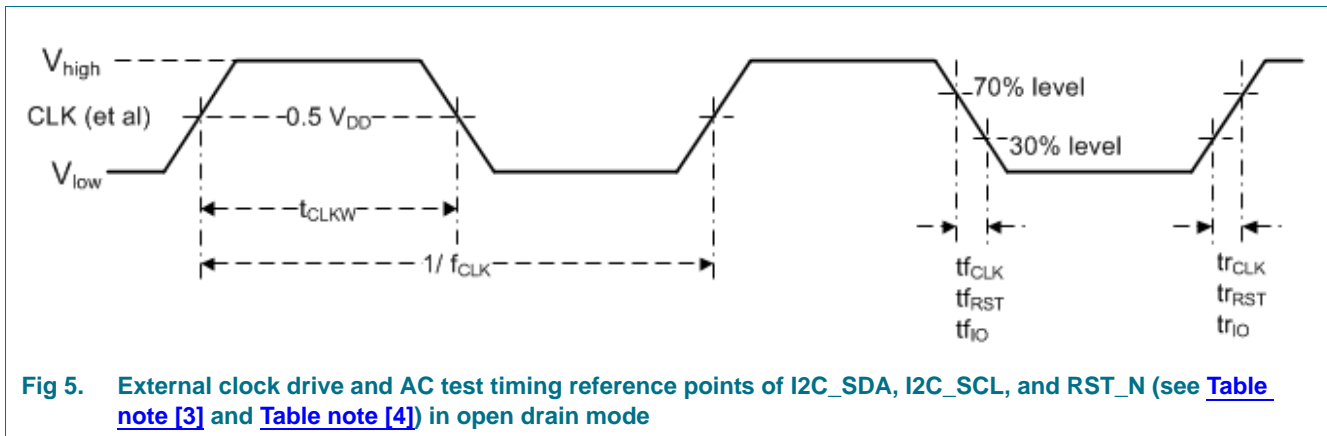 V_high
CLK (et al)
0.5 V_DD
V_low
t_CLKW
1/ f_CLK
70% level
30% level
tf_CLK
tf_RST
tf_IO
tr_CLK
tr_RST
tr_IO
Fig 5. External clock drive and AC test timing reference points of I2C_SDA, I2C_SCL, and RST_N (see Table
note [3] and Table note [4]) in open drain mode